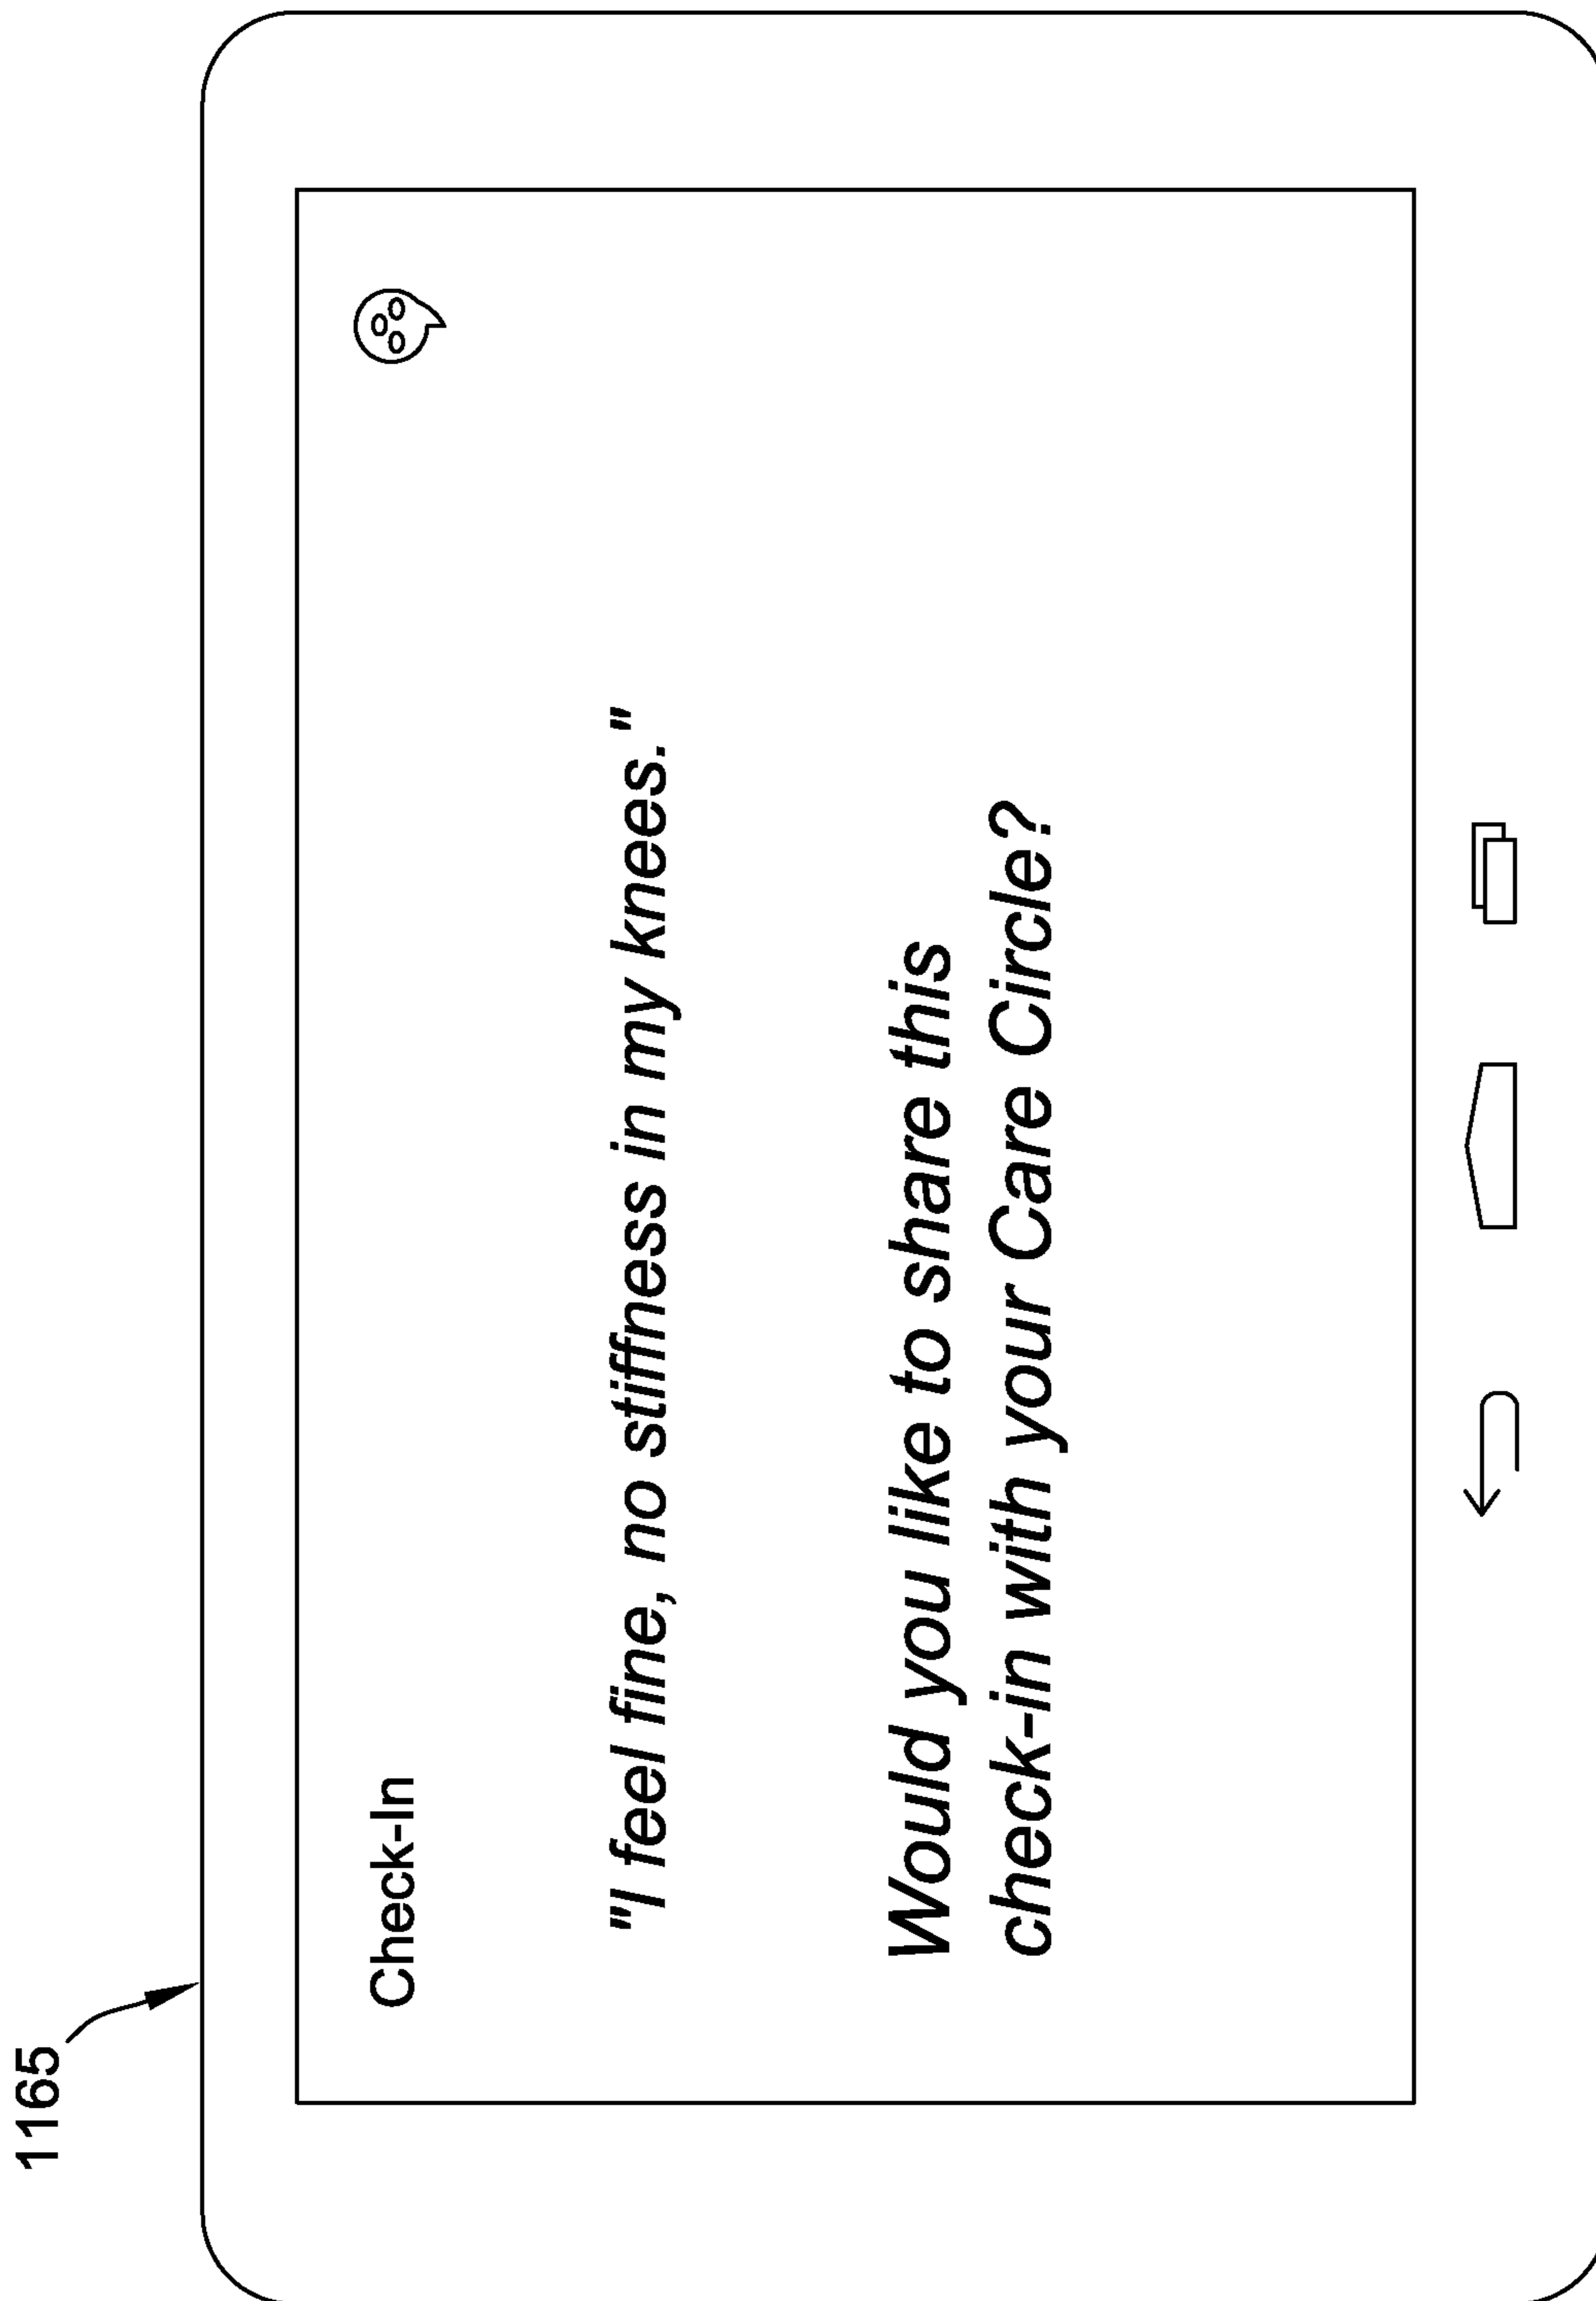 1165
Check-In
"I feel fine, no stiffness in my knees."
Would you like to share this
check-in with your Care Circle?